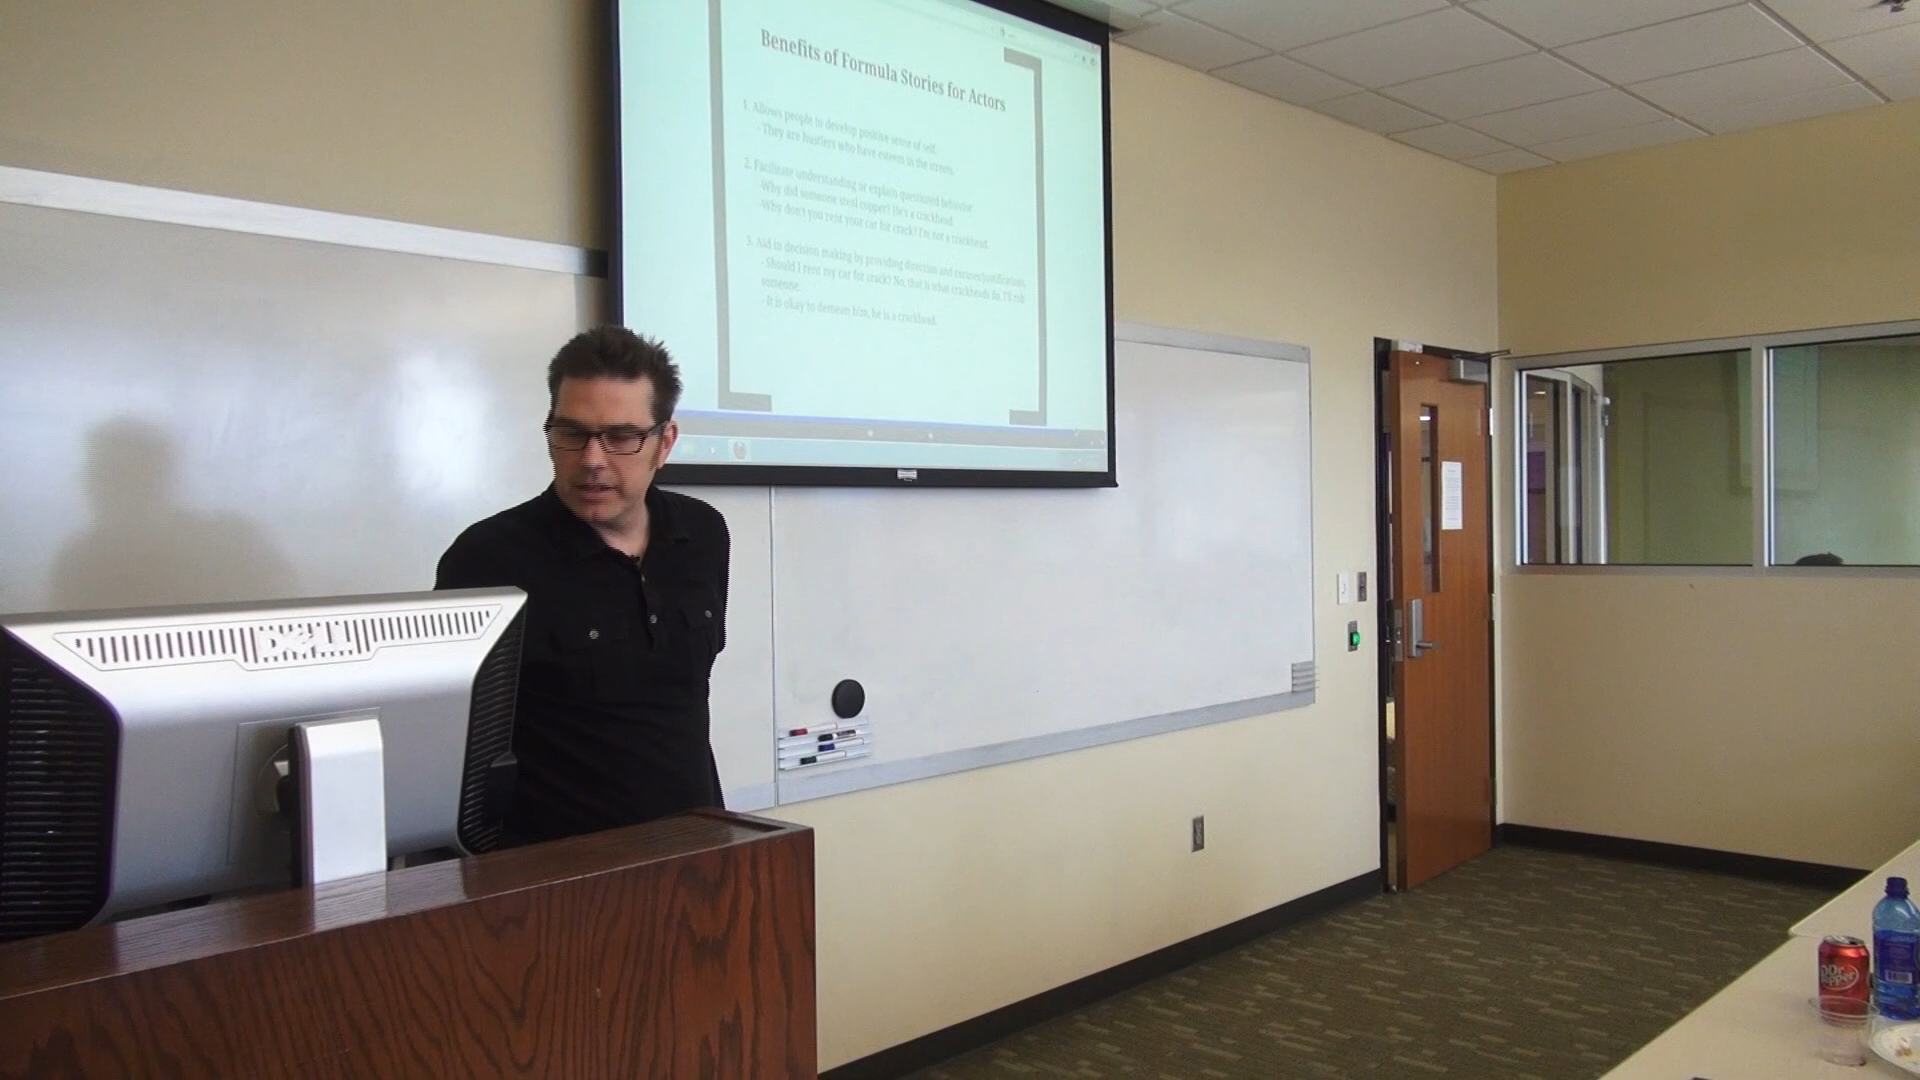 Benefits of Formula Stories for Actors
1. Allows people to develop positive sense of self.
- They are hustlers who have esteem in the streets.
2. Facilitate understanding or explain questioned behavior
-Why did someone steal copper? He's a crackhead.
-Why don't you rent your car for crack? I'm not a crackhead.
3. Aid in decision making by providing direction and excuses/justifications.
- Should I rent my car for crack? No, that is what crackheads do. I'll rob
someone.
- It is okay to demean him, he is a crackhead.
DELL
Dr Pepper